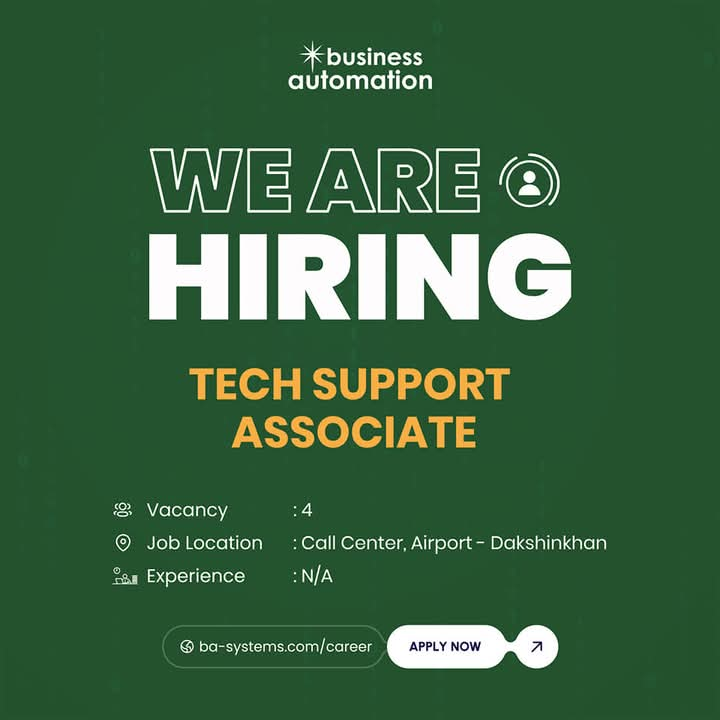 business
automation
WE ARE
HIRING
TECH SUPPORT
ASSOCIATE
Vacancy : 4
Job Location : Call Center, Airport - Dakshinkhan
Experience : N/A
ba-systems.com/career APPLY NOW